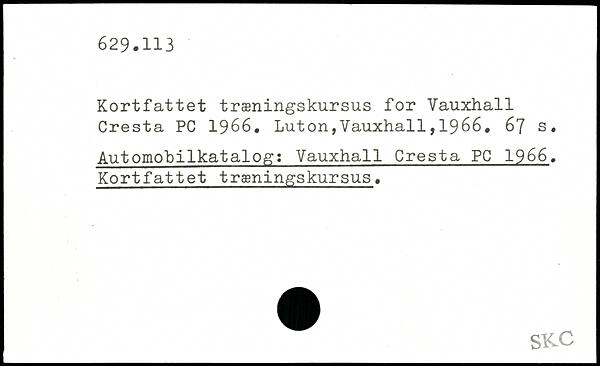 629.113
Kortfattet træningskursus for Vauxhall
Cresta PC 1966. Luton,Vauxhall,1966. 67 s.
Automobilkatalog: Vauxhall Cresta PC 1966.
Kortfattet træningskursus.
SKC